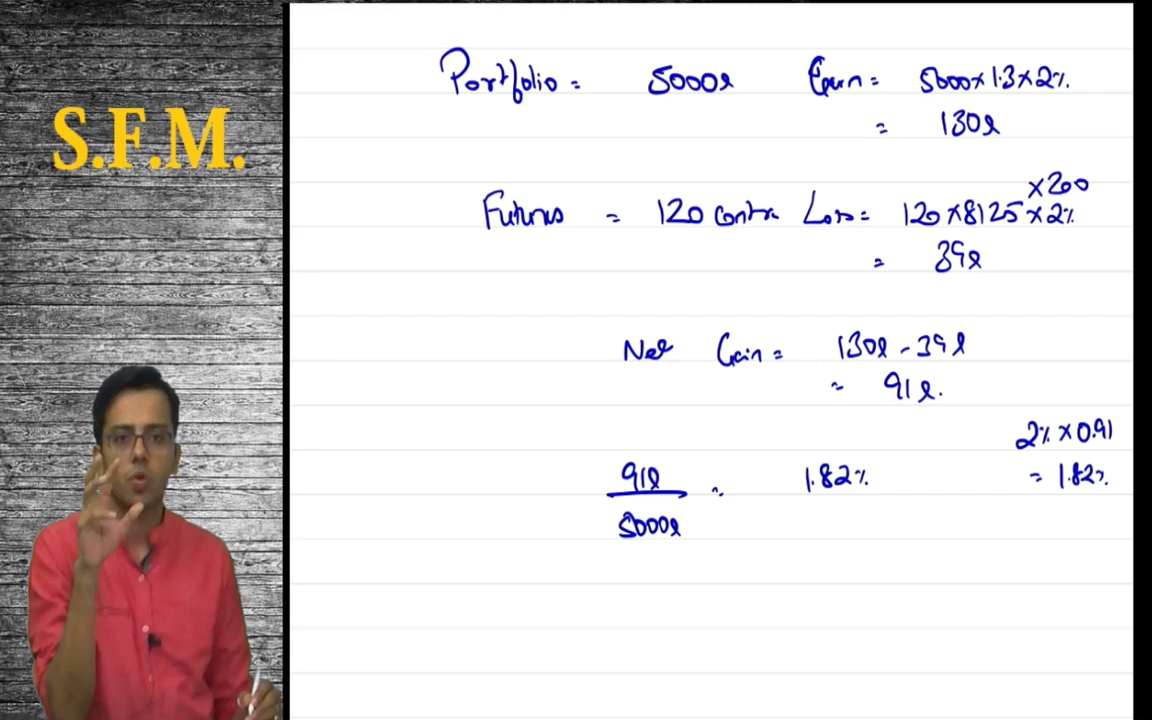 S.F.M.
Portfolio = 5000l Gain = 5000 x 1.3 x 2%
= 130l
x 200
Futures = 120 contra Loss = 120 x 8125 x 2%
= 39l
Net Gain = 130l - 39l
= 91l.
2% x 0.91
91l = 1.82% = 1.82%
5000l